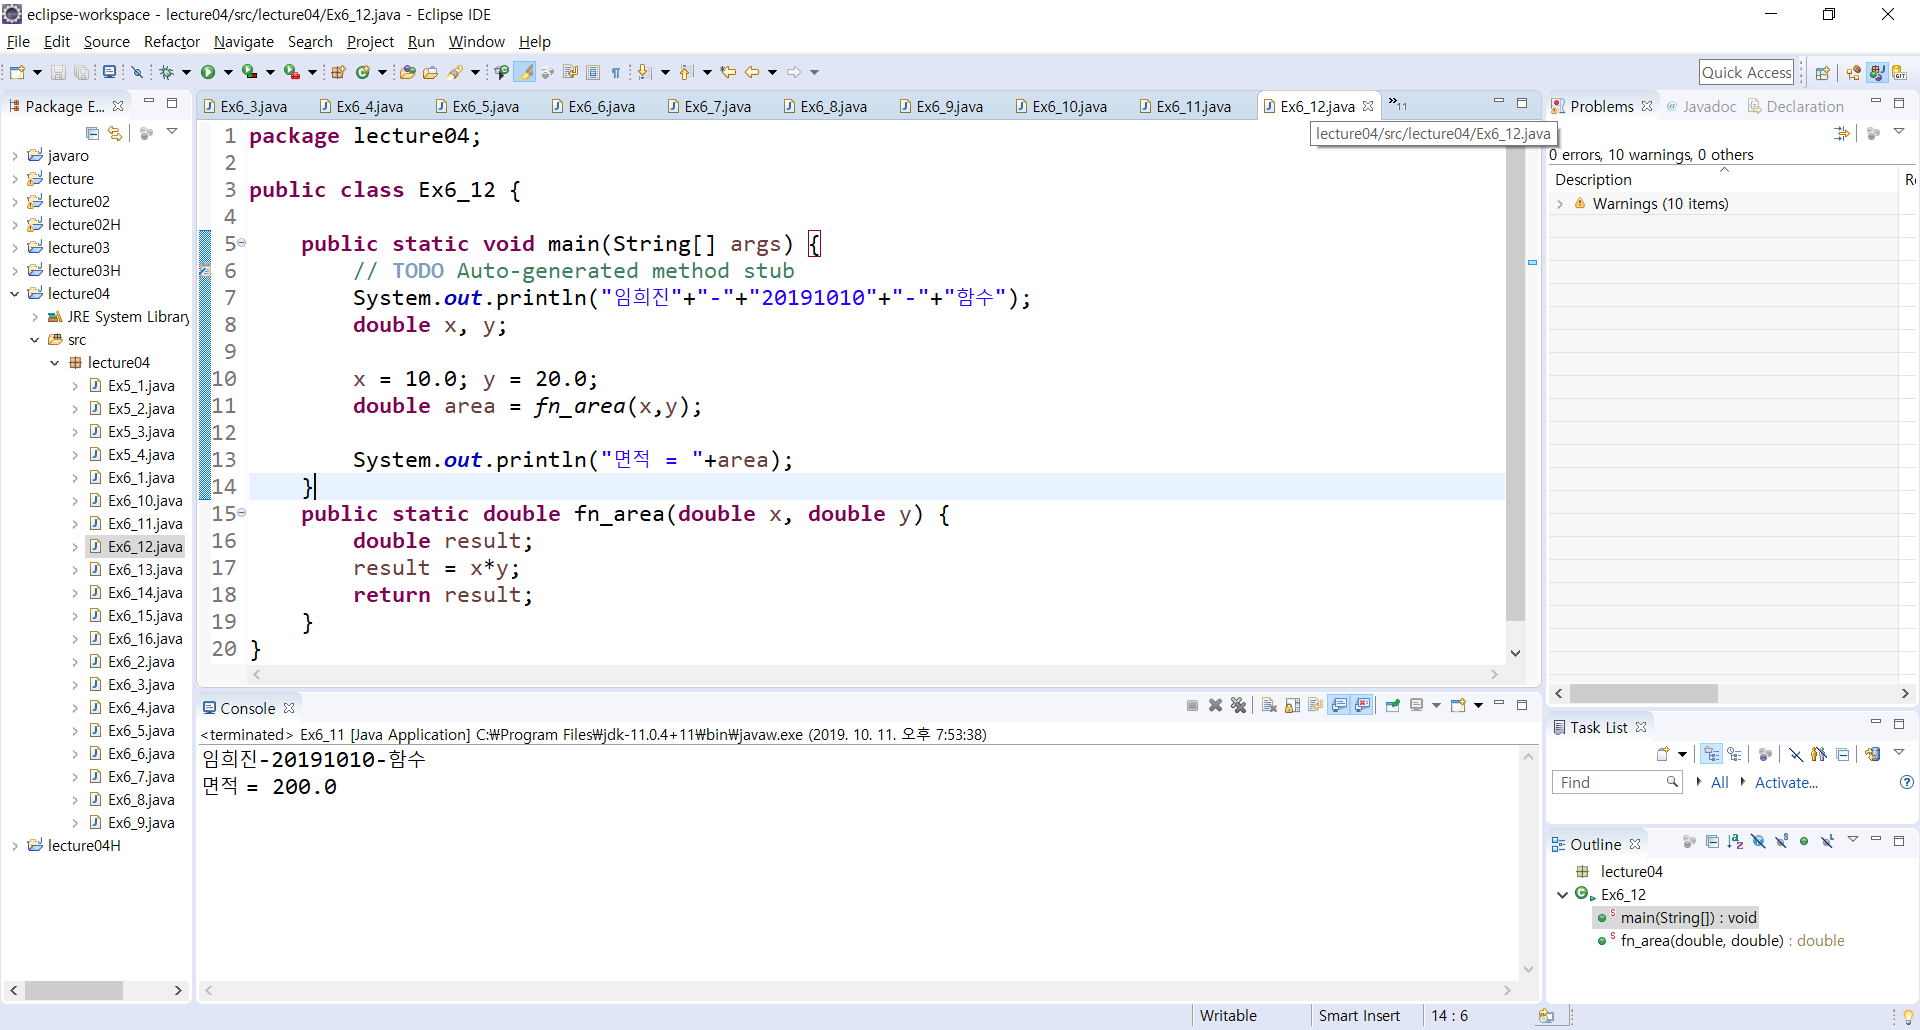 eclipse-workspace - lecture04/src/lecture04/Ex6_12.java - Eclipse IDE
File Edit Source Refactor Navigate Search Project Run Window Help
Quick Access
Package E...
Ex6_3.java Ex6_4.java Ex6_5.java Ex6_6.java Ex6_7.java Ex6_8.java Ex6_9.java Ex6_10.java Ex6_11.java Ex6_12.java »11
lecture04/src/lecture04/Ex6_12.java
javaro
lecture
lecture02
lecture02H
lecture03
lecture03H
lecture04
JRE System Library
src
lecture04
Ex5_1.java
Ex5_2.java
Ex5_3.java
Ex5_4.java
Ex6_1.java
Ex6_10.java
Ex6_11.java
Ex6_12.java
Ex6_13.java
Ex6_14.java
Ex6_15.java
Ex6_16.java
Ex6_2.java
Ex6_3.java
Ex6_4.java
Ex6_5.java
Ex6_6.java
Ex6_7.java
Ex6_8.java
Ex6_9.java
lecture04H
1 package lecture04;
2
3 public class Ex6_12 {
4
5 public static void main(String[] args) {
6 // TODO Auto-generated method stub
7 System.out.println("임희진"+"-"+"20191010"+"-"+"함수");
8 double x, y;
9
10 x = 10.0; y = 20.0;
11 double area = fn_area(x,y);
12
13 System.out.println("면적 = "+area);
14 }
15 public static double fn_area(double x, double y) {
16 double result;
17 result = x*y;
18 return result;
19 }
20 }
Console
<terminated> Ex6_11 [Java Application] C:₩Program Files₩jdk-11.0.4+11₩bin₩javaw.exe (2019. 10. 11. 오후 7:53:38)
임희진-20191010-함수
면적 = 200.0
Problems @ Javadoc Declaration
0 errors, 10 warnings, 0 others
Description
Warnings (10 items)
Task List
Find All Activate...
Outline
lecture04
Ex6_12
main(String[]) : void
fn_area(double, double) : double
Writable Smart Insert 14 : 6